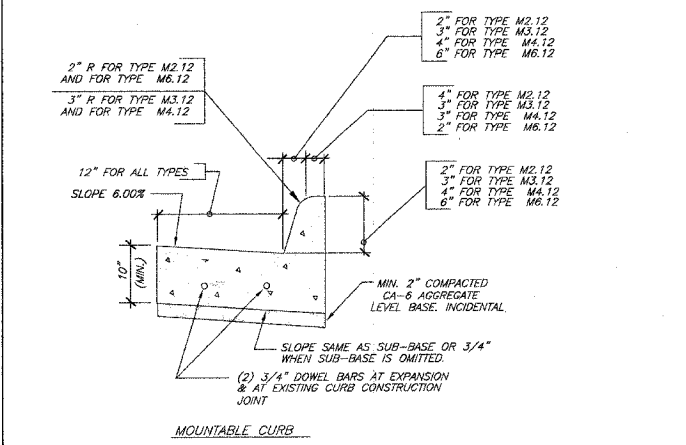 2" FOR TYPE M2.12
3" FOR TYPE M3.12
4" FOR TYPE M4.12
6" FOR TYPE M6.12
2" R FOR TYPE M2.12
AND FOR TYPE M6.12
3" R FOR TYPE M3.12
AND FOR TYPE M4.12
4" FOR TYPE M2.12
3" FOR TYPE M3.12
3" FOR TYPE M4.12
2" FOR TYPE M6.12
12" FOR ALL TYPES
SLOPE 6.00%
2" FOR TYPE M2.12
3" FOR TYPE M3.12
4" FOR TYPE M4.12
6" FOR TYPE M6.12
10"
(MIN.)
MIN. 2" COMPACTED
CA-6 AGGREGATE
LEVEL BASE. INCIDENTAL
SLOPE SAME AS SUB-BASE OR 3/4"
WHEN SUB-BASE IS OMITTED.
(2) 3/4" DOWEL BARS AT EXPANSION
& AT EXISTING CURB CONSTRUCTION
JOINT
MOUNTABLE CURB